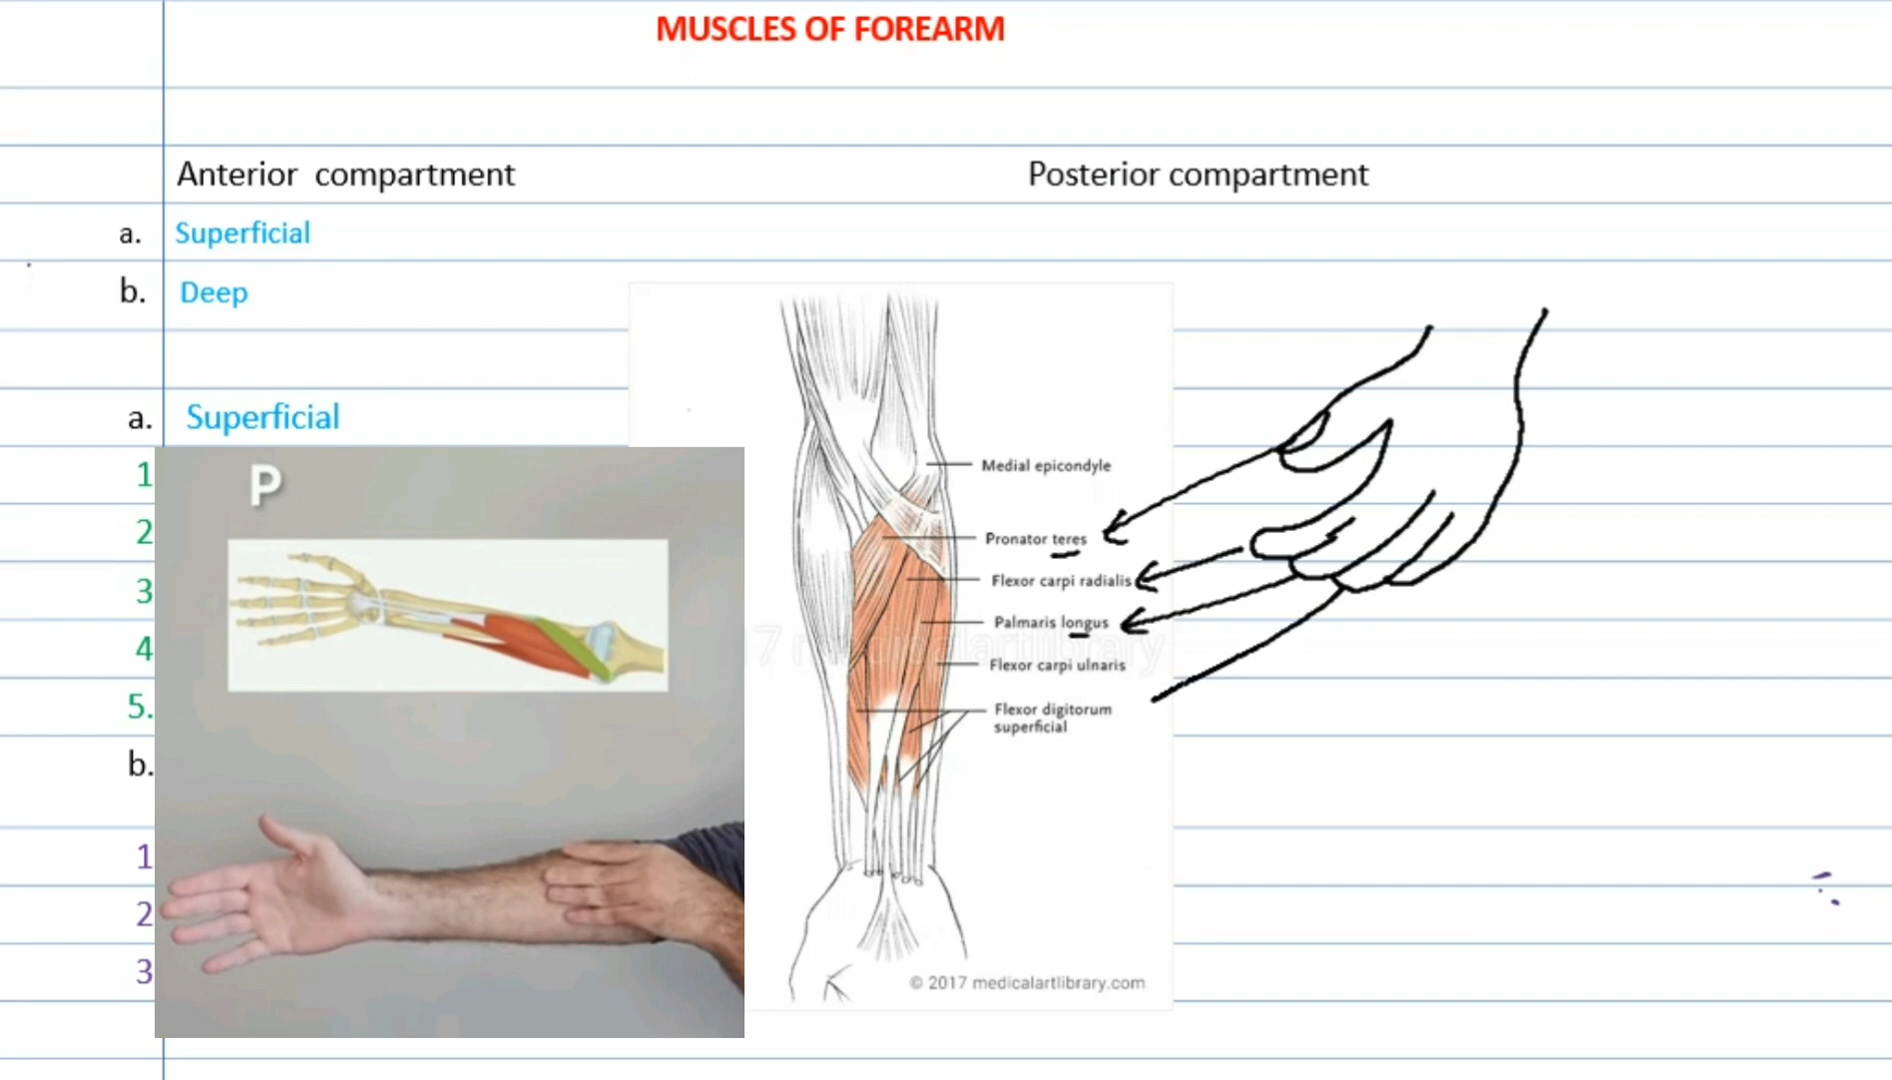 MUSCLES OF FOREARM
Anterior compartment
Posterior compartment
a. Superficial
b. Deep
a. Superficial
1
2
3
4
5.
b.
1
2
3
P
Medial epicondyle
Pronator teres
Flexor carpi radialis
Palmaris longus
Flexor carpi ulnaris
Flexor digitorum
superficial
© 2017 medicalartlibrary.com